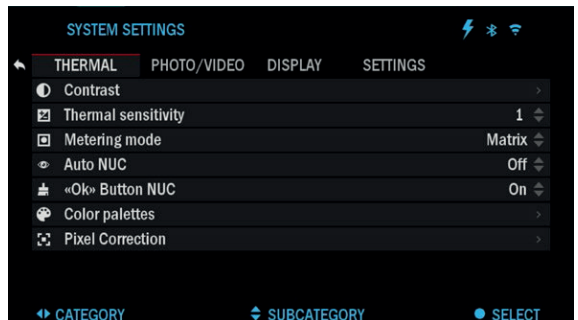 SYSTEM SETTINGS
THERMAL PHOTO/VIDEO DISPLAY SETTINGS
Contrast
Thermal sensitivity 1
Metering mode Matrix
Auto NUC Off
«Ok» Button NUC On
Color palettes
Pixel Correction
CATEGORY SUBCATEGORY SELECT